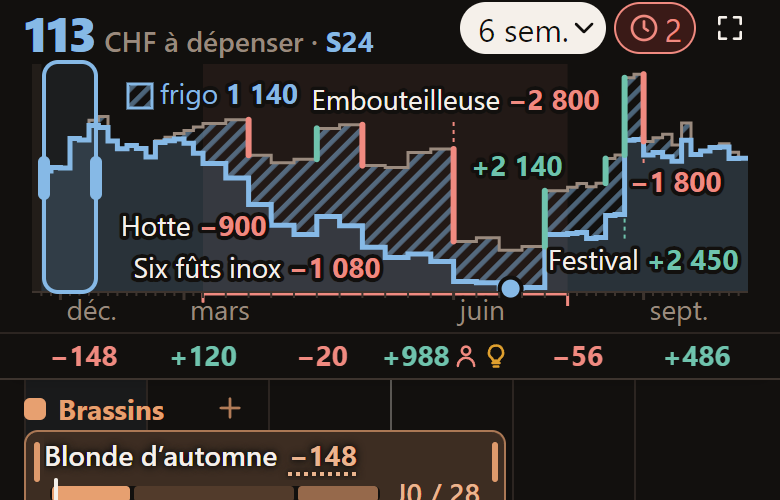 113 CHF à dépenser · S24
6 sem.
2
frigo 1 140
Embouteilleuse −2 800
+2 140
−1 800
Hotte −900
Six fûts inox −1 080
Festival +2 450
déc. mars juin sept.
−148 +120 −20 +988 −56 +486
Brassins +
Blonde d’automne −148
J0 / 28